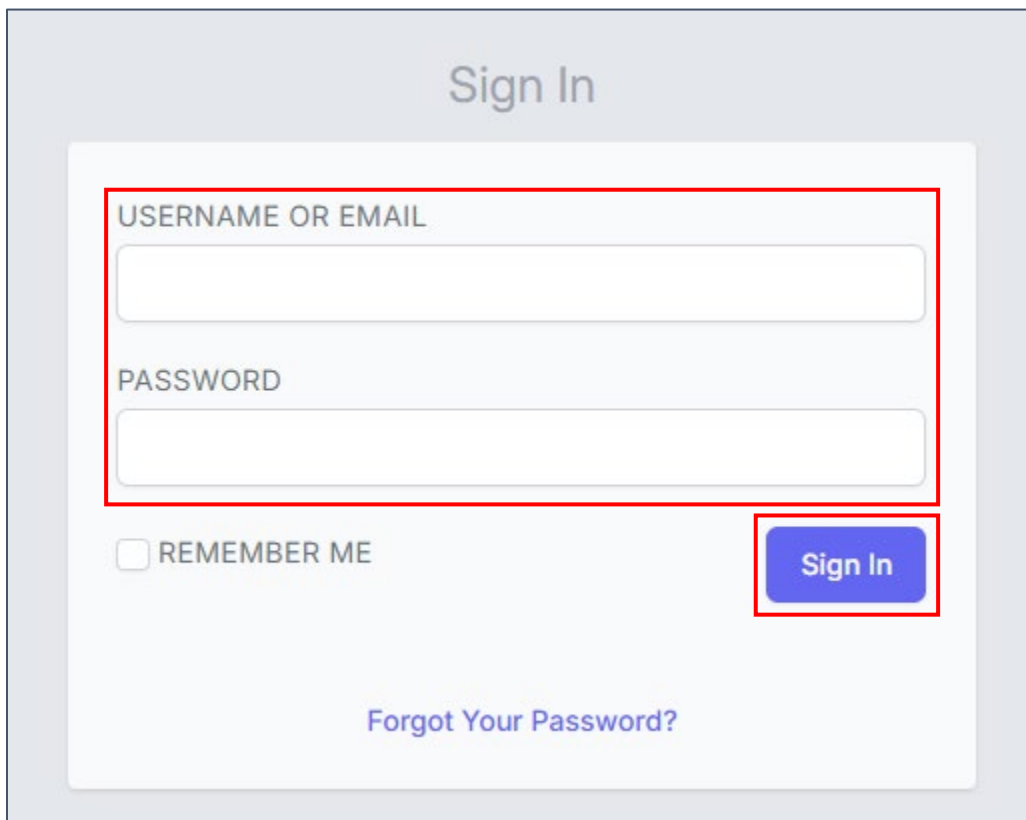 Sign In
USERNAME OR EMAIL
PASSWORD
REMEMBER ME
Sign In
Forgot Your Password?